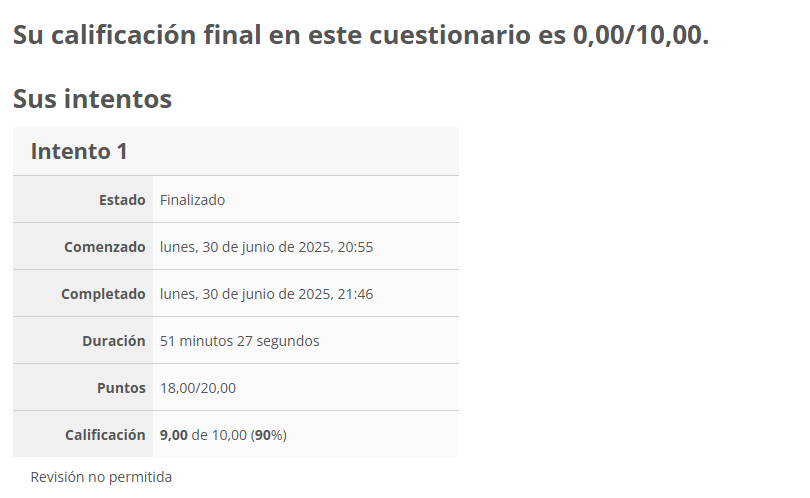 Su calificación final en este cuestionario es 0,00/10,00.
Sus intentos
Intento 1
Estado Finalizado
Comenzado lunes, 30 de junio de 2025, 20:55
Completado lunes, 30 de junio de 2025, 21:46
Duración 51 minutos 27 segundos
Puntos 18,00/20,00
Calificación 9,00 de 10,00 (90%)
Revisión no permitida